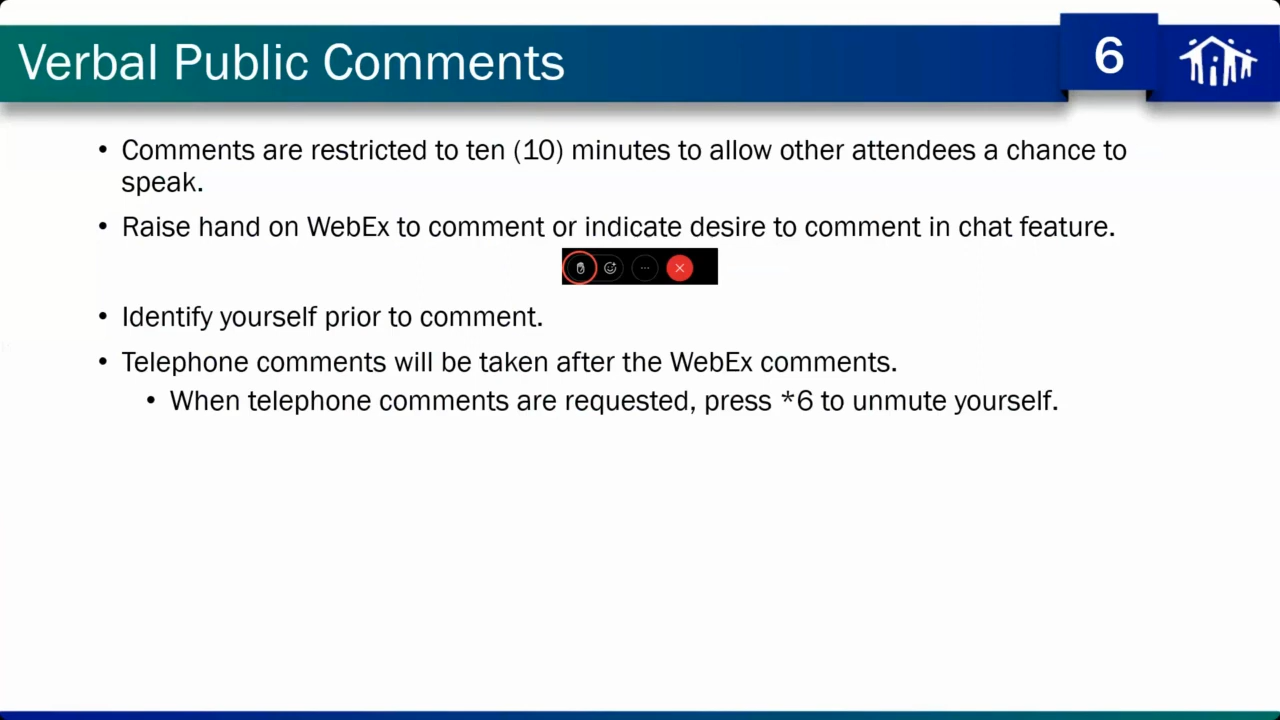 Verbal Public Comments
6
• Comments are restricted to ten (10) minutes to allow other attendees a chance to
speak.
• Raise hand on WebEx to comment or indicate desire to comment in chat feature.
• Identify yourself prior to comment.
• Telephone comments will be taken after the WebEx comments.
• When telephone comments are requested, press *6 to unmute yourself.